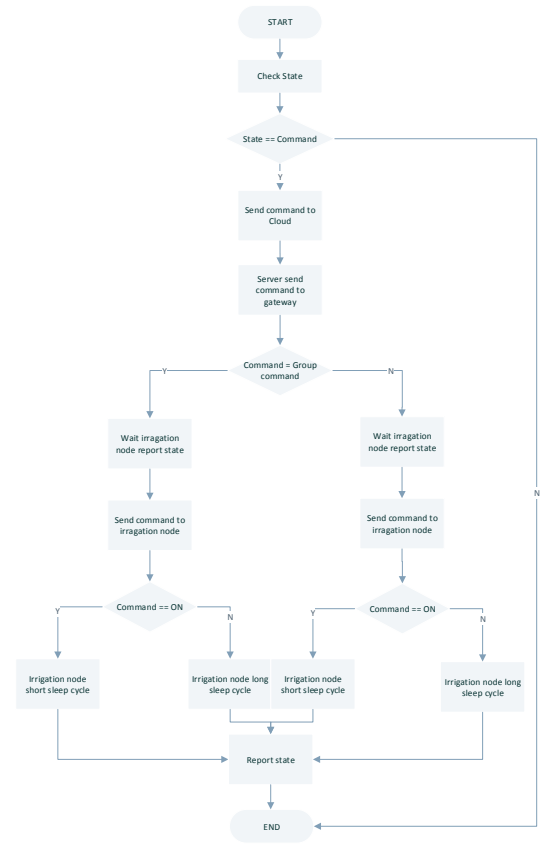 START
Check State
State == Command
Y
Send command to
Cloud
Server send
command to
gateway
Command = Group
command
Y
N
Wait irragation
node report state
Wait irragation
node report state
N
Send command to
irragation node
Send command to
irragation node
Command == ON
Command == ON
Y
N
Y
N
Irrigation node
short sleep cycle
Irrigation node long
sleep cycle
Irrigation node
short sleep cycle
Irrigation node long
sleep cycle
Report state
END